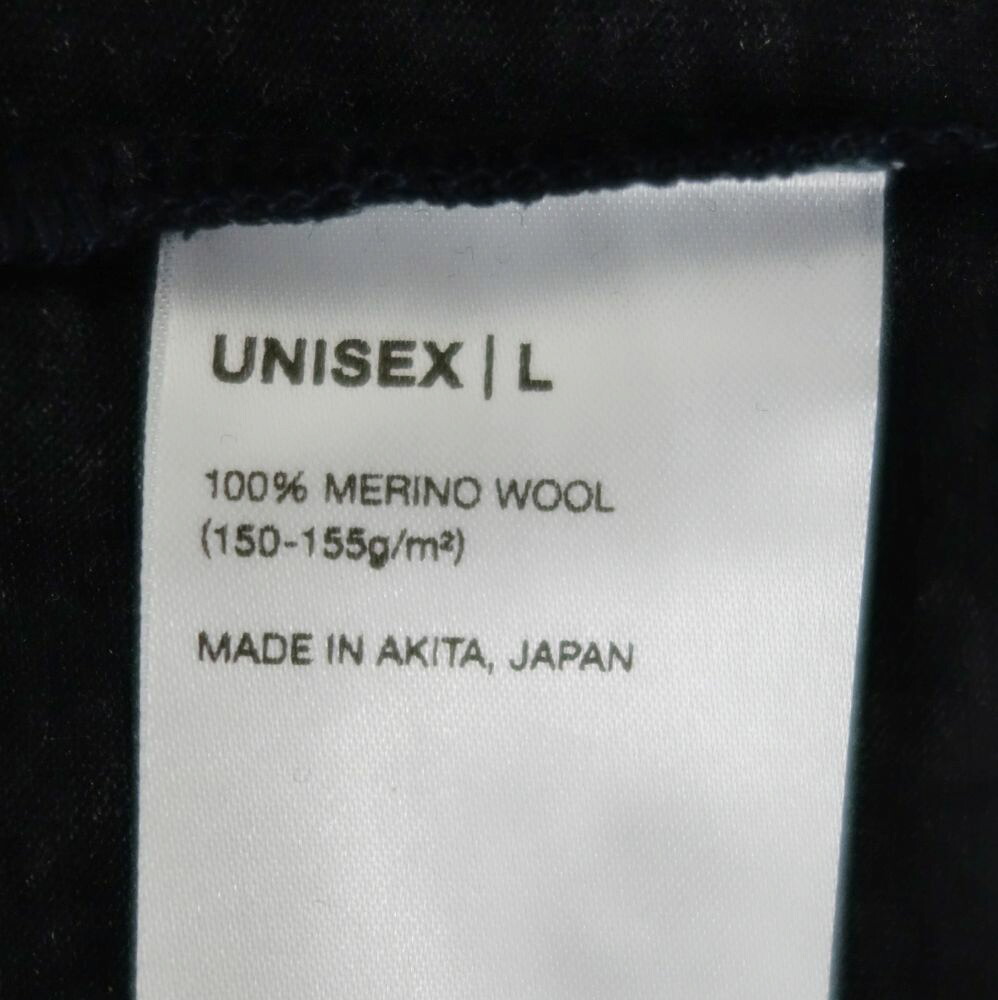 UNISEX | L
100% MERINO WOOL
(150-155g/m²)
MADE IN AKITA, JAPAN